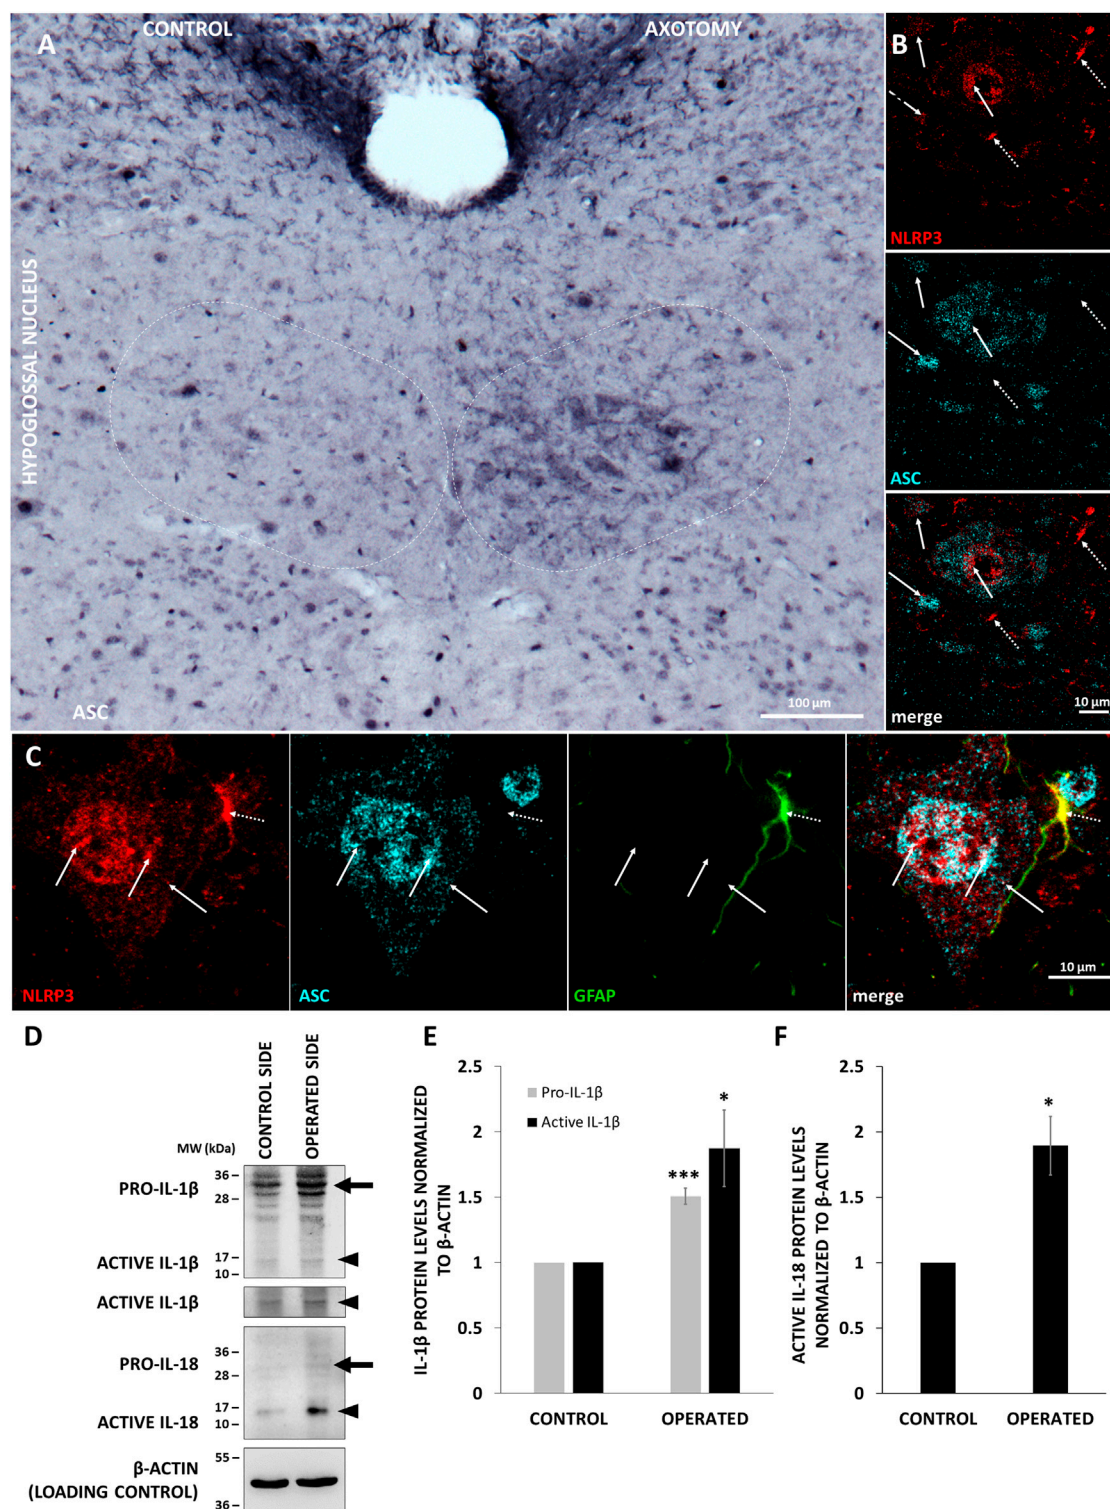 A
CONTROL
AXOTOMY
HYPOGLOSSAL NUCLEUS
ASC
100 µm
B
NLRP3
ASC
merge
10 µm
C
NLRP3
ASC
GFAP
merge
10 µm
D
CONTROL SIDE
OPERATED SIDE
MW (kDa)
PRO-IL-1β
36
28
ACTIVE IL-1β
17
10
ACTIVE IL-1β
PRO-IL-18
36
28
ACTIVE IL-18
17
10
β-ACTIN
(LOADING CONTROL)
55
36
E
IL-1β PROTEIN LEVELS NORMALIZED
TO β-ACTIN
2.5
2
1.5
1
0.5
0
Pro-IL-1β
Active IL-1β
***
*
CONTROL
OPERATED
F
ACTIVE IL-18 PROTEIN LEVELS
NORMALIZED TO β-ACTIN
2.5
2
1.5
1
0.5
0
*
CONTROL
OPERATED